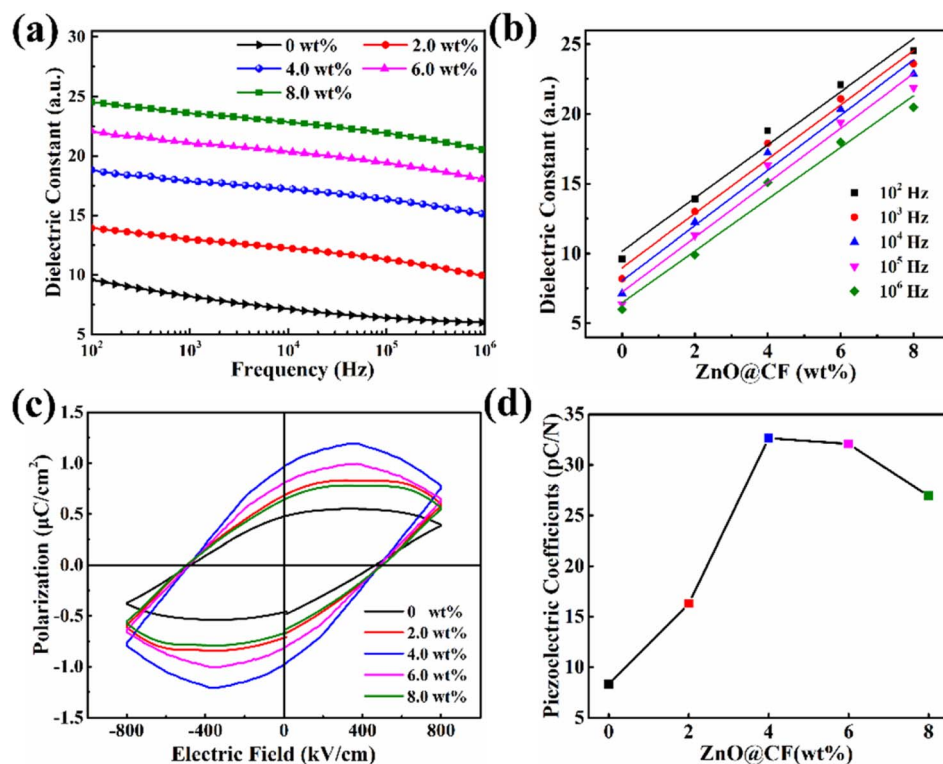 (a)
30
25
20
15
10
5
Dielectric Constant (a.u.)
0 wt% 2.0 wt%
4.0 wt% 6.0 wt%
8.0 wt%
10² 10³ 10⁴ 10⁵ 10⁶
Frequency (Hz)
(b)
25
20
15
10
5
Dielectric Constant (a.u.)
10² Hz
10³ Hz
10⁴ Hz
10⁵ Hz
10⁶ Hz
0 2 4 6 8
ZnO@CF (wt%)
(c)
1.5
1.0
0.5
0.0
-0.5
-1.0
-1.5
Polarization (μC/cm²)
0 wt%
2.0 wt%
4.0 wt%
6.0 wt%
8.0 wt%
-800 -400 0 400 800
Electric Field (kV/cm)
(d)
35
30
25
20
15
10
5
Piczoelectric Coefficients (pC/N)
0 2 4 6 8
ZnO@CF(wt%)